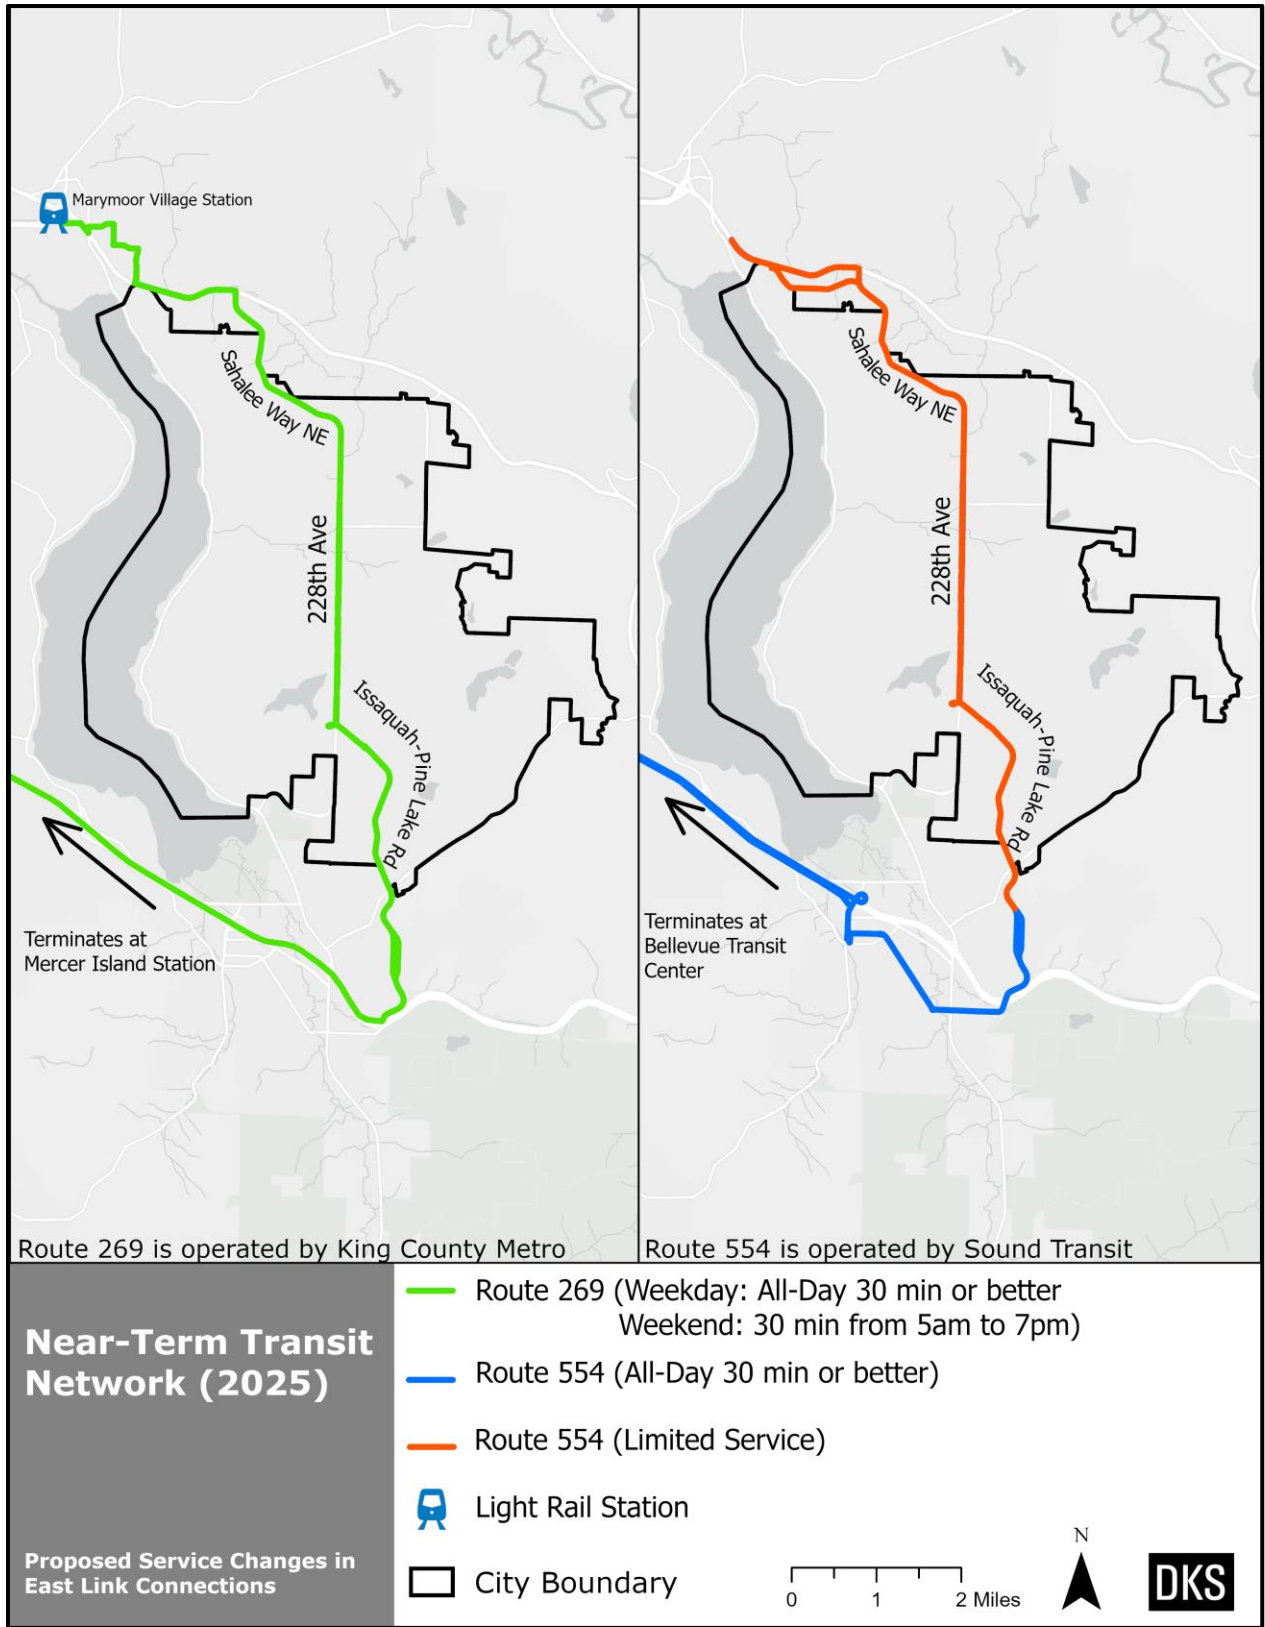 Marymoor Village Station
Sahalee Way NE
228th Ave
Issaquah-Pine Lake Rd
Terminates at
Mercer Island Station
Route 269 is operated by King County Metro
Sahalee Way NE
228th Ave
Issaquah-Pine Lake Rd
Terminates at
Bellevue Transit
Center
Route 554 is operated by Sound Transit
Near-Term Transit
Network (2025)
Proposed Service Changes in
East Link Connections
Route 269 (Weekday: All-Day 30 min or better
Weekend: 30 min from 5am to 7pm)
Route 554 (All-Day 30 min or better)
Route 554 (Limited Service)
Light Rail Station
City Boundary
0 1 2 Miles
N
DKS